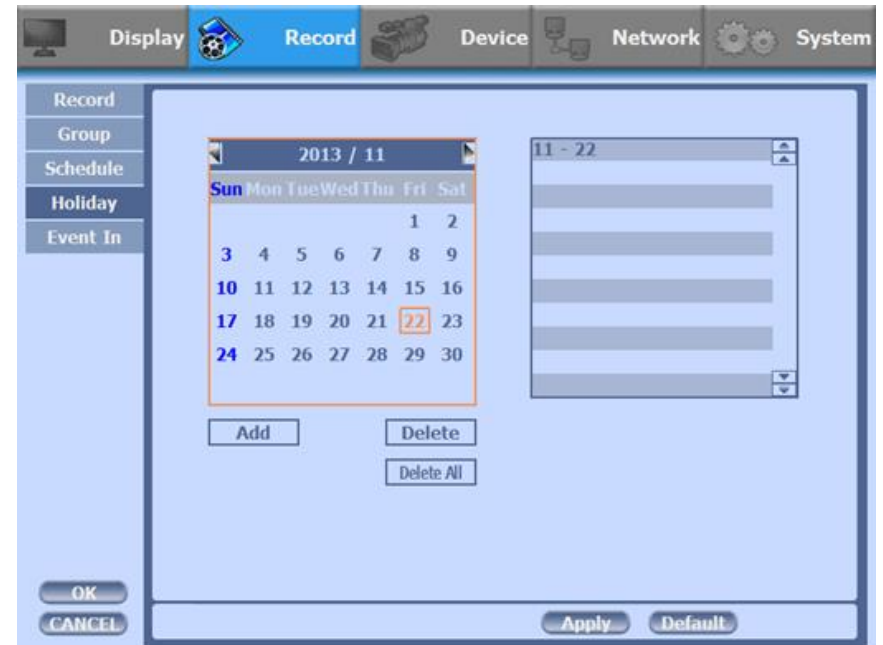 Display Record Device Network System
Record
Group
Schedule
Holiday
Event In
2013 / 11
Sun Mon Tue Wed Thu Fri Sat
1 2
3 4 5 6 7 8 9
10 11 12 13 14 15 16
17 18 19 20 21 22 23
24 25 26 27 28 29 30
Add Delete
Delete All
11 - 22
OK
CANCEL
Apply Default